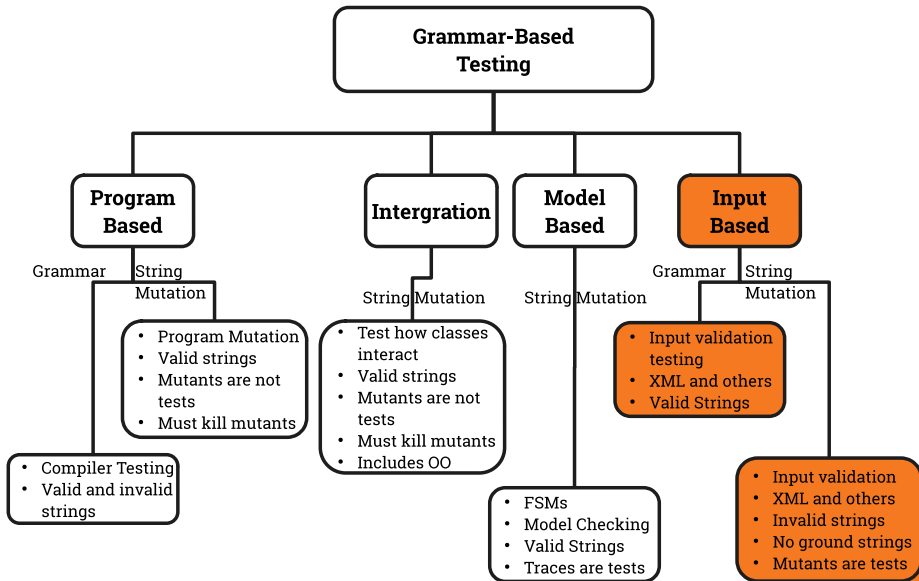 Grammar-Based
Testing
Program
Based
Intergration
Model
Based
Input
Based
Grammar
String
Mutation
String Mutation
String Mutation
Grammar
String
Mutation
• Program Mutation
• Valid strings
• Mutants are not
tests
• Must kill mutants
• Test how classes
interact
• Valid strings
• Mutants are not
tests
• Must kill mutants
• Includes OO
• Input validation
testing
• XML and others
• Valid Strings
• Compiler Testing
• Valid and invalid
strings
• FSMs
• Model Checking
• Valid Strings
• Traces are tests
• Input validation
• XML and others
• Invalid strings
• No ground strings
• Mutants are tests